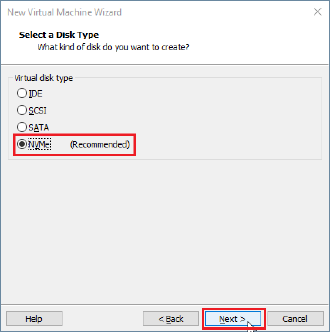 New Virtual Machine Wizard
Select a Disk Type
What kind of disk do you want to create?
Virtual disk type
IDE
SCSI
SATA
NVMe (Recommended)
Help < Back Next > Cancel